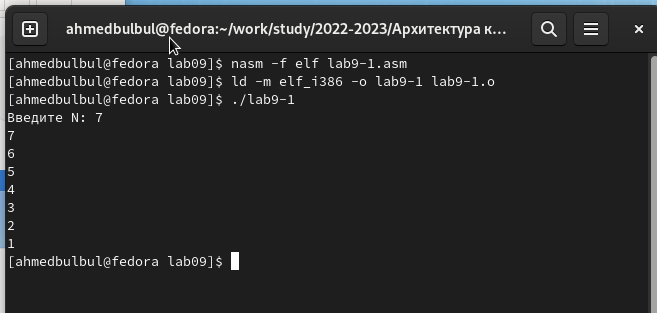 ahmedbulbul@fedora:~/work/study/2022-2023/Архитектура к...
[ahmedbulbul@fedora lab09]$ nasm -f elf lab9-1.asm
[ahmedbulbul@fedora lab09]$ ld -m elf_i386 -o lab9-1 lab9-1.o
[ahmedbulbul@fedora lab09]$ ./lab9-1
Введите N: 7
7
6
5
4
3
2
1
[ahmedbulbul@fedora lab09]$